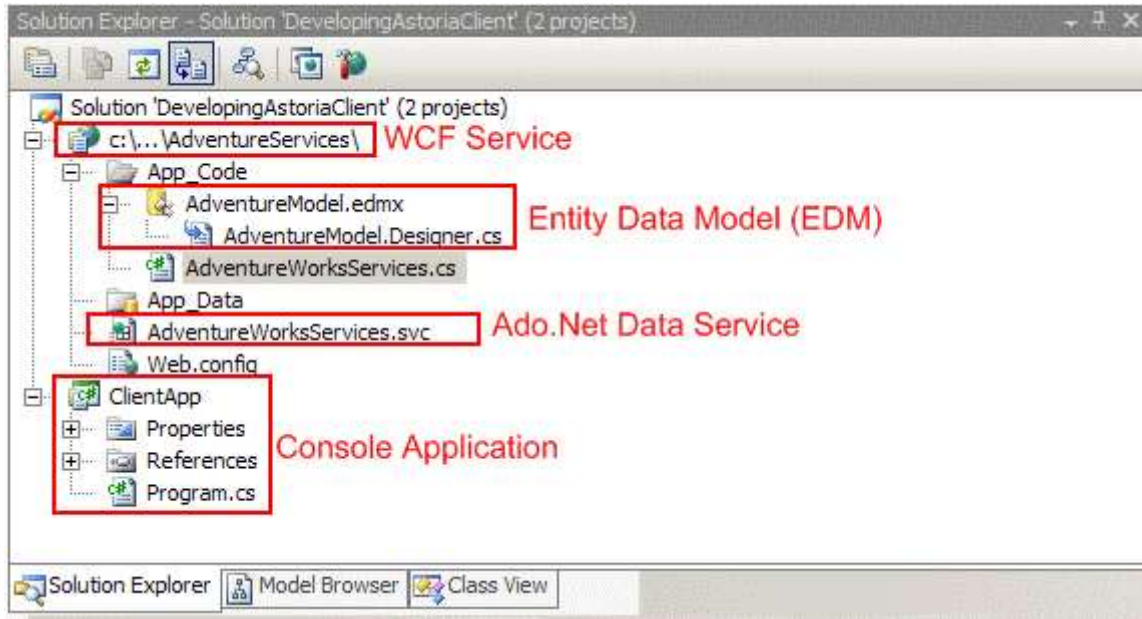 Solution Explorer - Solution 'DevelopingAstoriaClient' (2 projects)
Solution 'DevelopingAstoriaClient' (2 projects)
c:\...\AdventureServices\ WCF Service
App_Code
AdventureModel.edmx
Entity Data Model (EDM)
AdventureModel.Designer.cs
AdventureWorksServices.cs
App_Data
AdventureWorksServices.svc Ado.Net Data Service
Web.config
ClientApp
Properties
Console Application
References
Program.cs
Solution Explorer Model Browser Class View